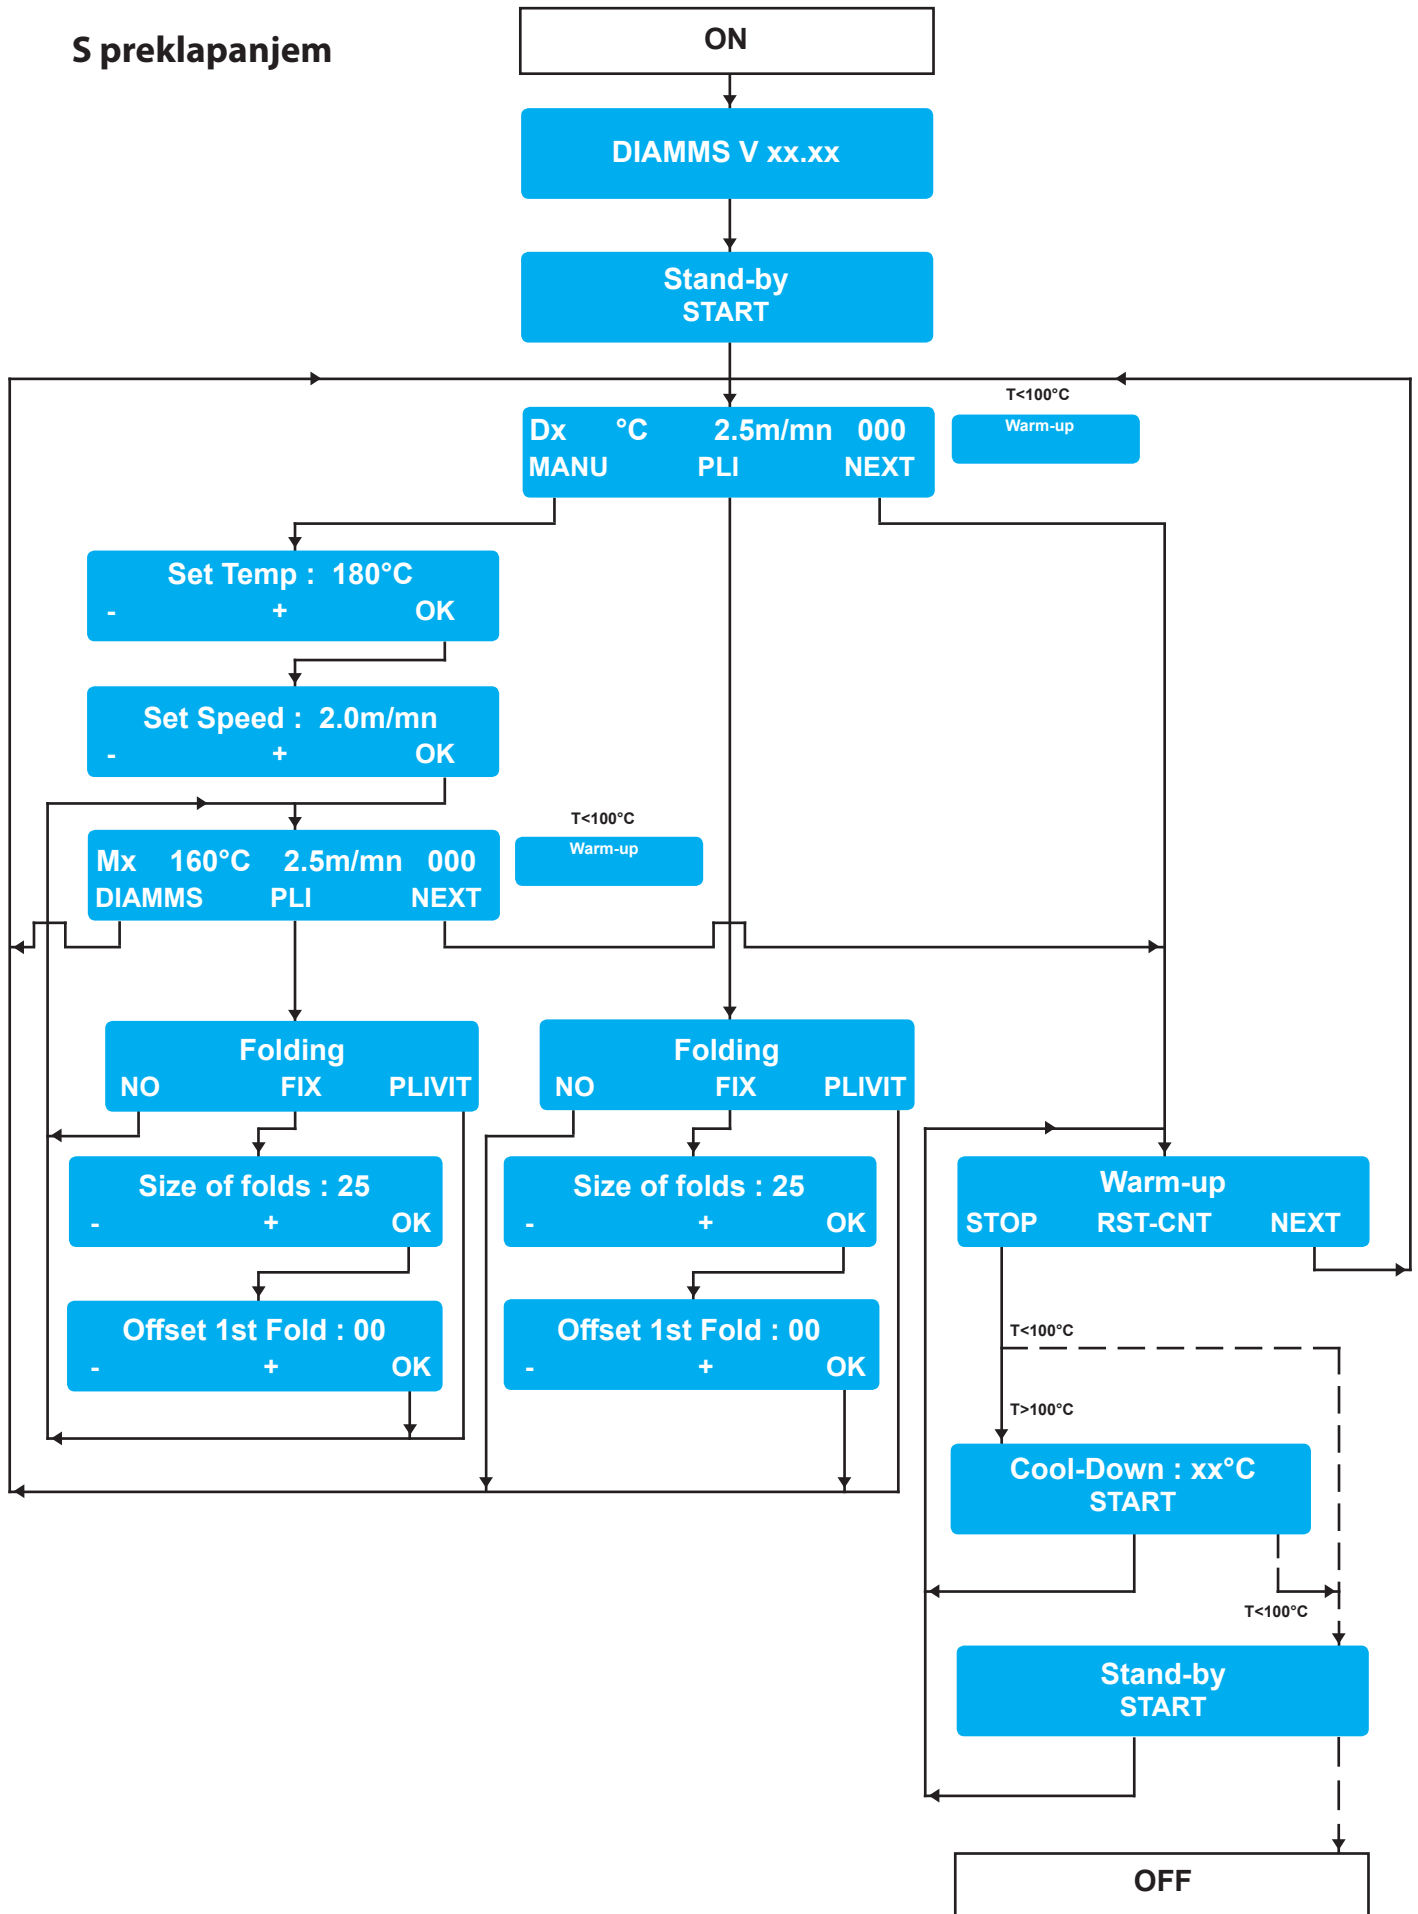 S preklapanjem
ON
DIAMMS V xx.xx
Stand-by
START
T<100°C
Dx °C 2.5m/mn 000
MANU PLI NEXT
Warm-up
Set Temp : 180°C
- + OK
Set Speed : 2.0m/mn
- + OK
T<100°C
Mx 160°C 2.5m/mn 000
DIAMMS PLI NEXT
Warm-up
Folding
NO FIX PLIVIT
Folding
NO FIX PLIVIT
Size of folds : 25
- + OK
Size of folds : 25
- + OK
Warm-up
STOP RST-CNT NEXT
Offset 1st Fold : 00
- + OK
Offset 1st Fold : 00
- + OK
T<100°C
T>100°C
Cool-Down : xx°C
START
T<100°C
Stand-by
START
OFF